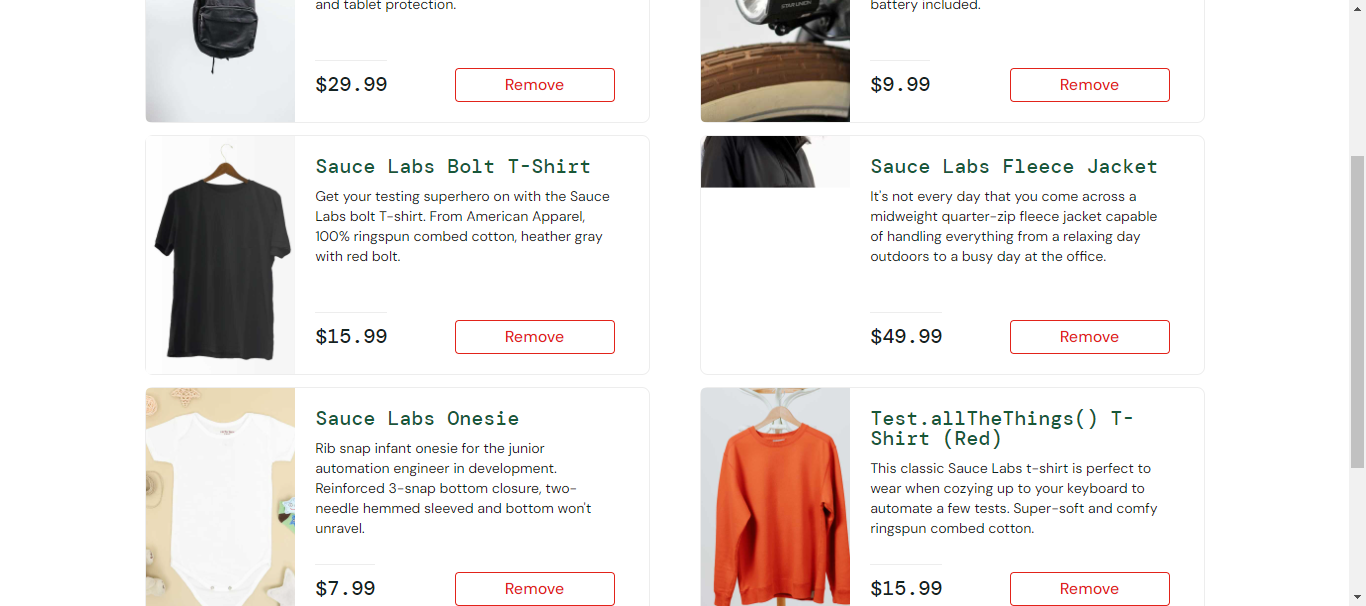 and tablet protection.
$29.99
Remove
battery included.
STAR UNION
$9.99
Remove
Sauce Labs Bolt T-Shirt
Get your testing superhero on with the Sauce
Labs bolt T-shirt. From American Apparel,
100% ringspun combed cotton, heather gray
with red bolt.
$15.99
Remove
Sauce Labs Fleece Jacket
It's not every day that you come across a
midweight quarter-zip fleece jacket capable
of handling everything from a relaxing day
outdoors to a busy day at the office.
$49.99
Remove
Sauce Labs Onesie
Rib snap infant onesie for the junior
automation engineer in development.
Reinforced 3-snap bottom closure, two-
needle hemmed sleeved and bottom won't
unravel.
$7.99
Remove
Test.allTheThings() T-
Shirt (Red)
This classic Sauce Labs t-shirt is perfect to
wear when cozying up to your keyboard to
automate a few tests. Super-soft and comfy
ringspun combed cotton.
$15.99
Remove